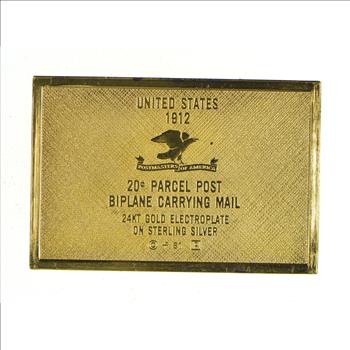 UNITED STATES
1912
POSTMASTERS OF AMERICA
20¢ PARCEL POST
BIPLANE CARRYING MAIL
24KT GOLD ELECTROPLATE
ON STERLING SILVER